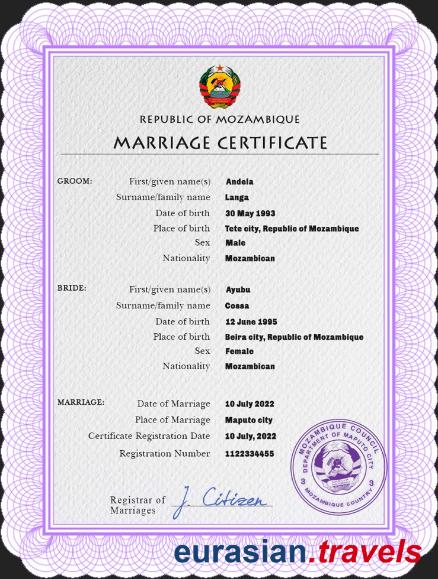 REPUBLIC OF MOZAMBIQUE
MARRIAGE CERTIFICATE
GROOM: First/given name(s) Andela
Surname/family name Langa
Date of birth 30 May 1993
Place of birth Tete city, Republic of Mozambique
Sex Male
Nationality Mozambican
BRIDE: First/given name(s) Ayubu
Surname/family name Cossa
Date of birth 12 June 1995
Place of birth Beira city, Republic of Mozambique
Sex Female
Nationality Mozambican
MARRIAGE: Date of Marriage 10 July 2022
Place of Marriage Maputo city
Certificate Registration Date 10 July, 2022
Registration Number 1122334455
MOZAMBIQUE COUNCIL
DEPARTMENT OF MAPUTO CITY
3 3
MOZAMBIQUE COUNTRY
Registrar of
Marriages
J. Citizen
eurasian.travels